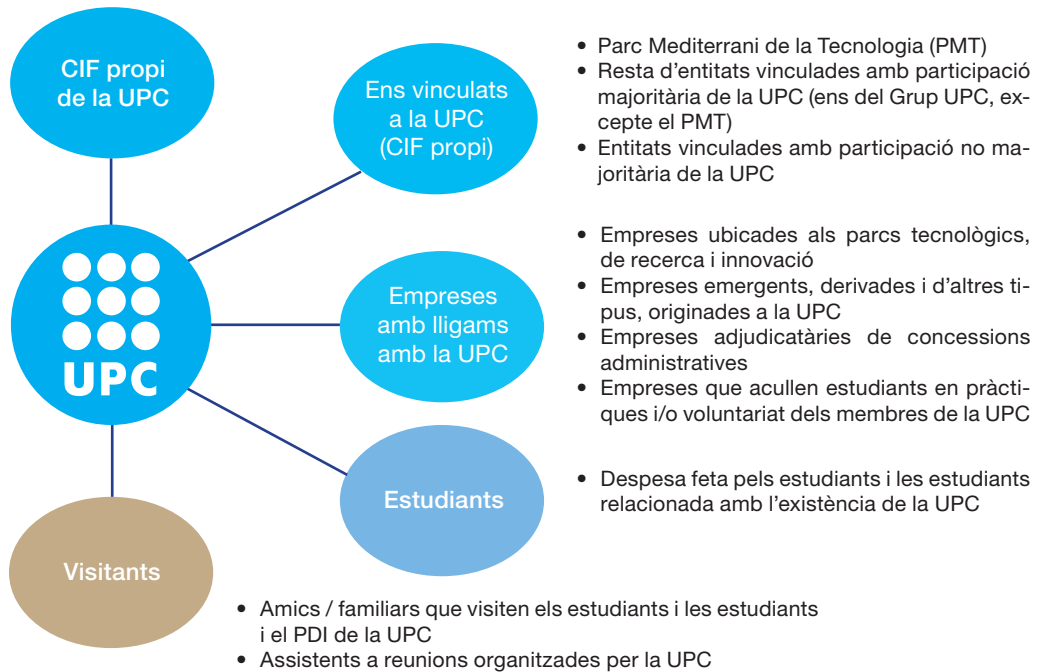 CIF propi
de la UPC
Ens vinculats
a la UPC
(CIF propi)
• Parc Mediterrani de la Tecnologia (PMT)
• Resta d’entitats vinculades amb participació
majoritària de la UPC (ens del Grup UPC, ex-
cepte el PMT)
• Entitats vinculades amb participació no ma-
joritària de la UPC
UPC
Empreses
amb lligams
amb la UPC
• Empreses ubicades als parcs tecnològics,
de recerca i innovació
• Empreses emergents, derivades i d’altres ti-
pus, originades a la UPC
• Empreses adjudicatàries de concessions
administratives
• Empreses que acullen estudiants en pràcti-
ques i/o voluntariat dels membres de la UPC
Estudiants
• Despesa feta pels estudiants i les estudiants
relacionada amb l’existència de la UPC
Visitants
• Amics / familiars que visiten els estudiants i les estudiants
i el PDI de la UPC
• Assistents a reunions organitzades per la UPC